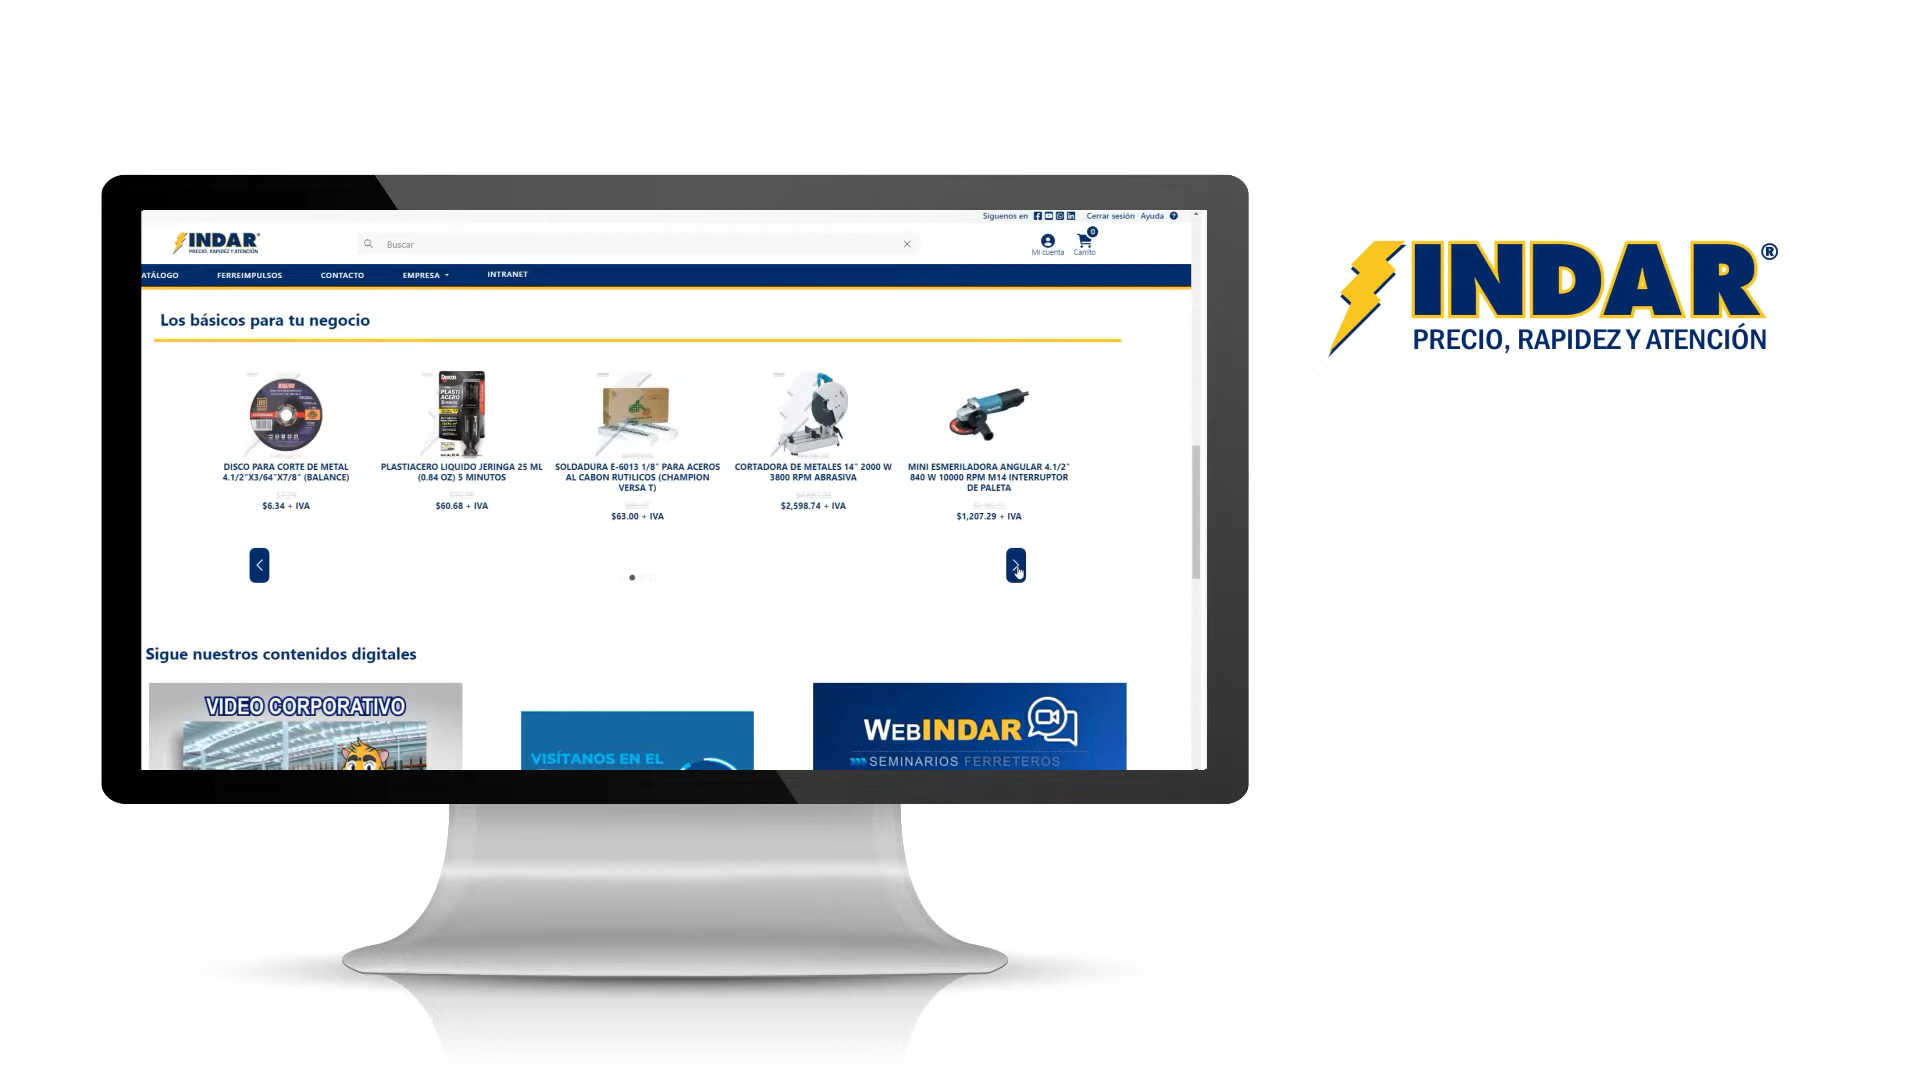 Síguenos en
Cerrar sesión
Ayuda
INDAR
PRECIO, RAPIDEZ Y ATENCIÓN
Buscar
0
Mi cuenta
Carrito
ATÁLOGO
FERREIMPULSOS
CONTACTO
EMPRESA
INTRANET
INDAR®
PRECIO, RAPIDEZ Y ATENCIÓN
Los básicos para tu negocio
DISCO PARA CORTE DE METAL
4.1/2"X3/64"X7/8" (BALANCE)
$6.34 + IVA
PLASTIACERO LIQUIDO JERINGA 25 ML
(0.84 OZ) 5 MINUTOS
$60.68 + IVA
SOLDADURA E-6013 1/8" PARA ACEROS
AL CABON RUTILICOS (CHAMPION
VERSA T)
$63.00 + IVA
CORTADORA DE METALES 14" 2000 W
3800 RPM ABRASIVA
$2,598.74 + IVA
MINI ESMERILADORA ANGULAR 4.1/2"
840 W 10000 RPM M14 INTERRUPTOR
DE PALETA
$1,207.29 + IVA
Sigue nuestros contenidos digitales
VIDEO CORPORATIVO
VISÍTANOS EN EL
WEBINDAR
SEMINARIOS FERRETEROS